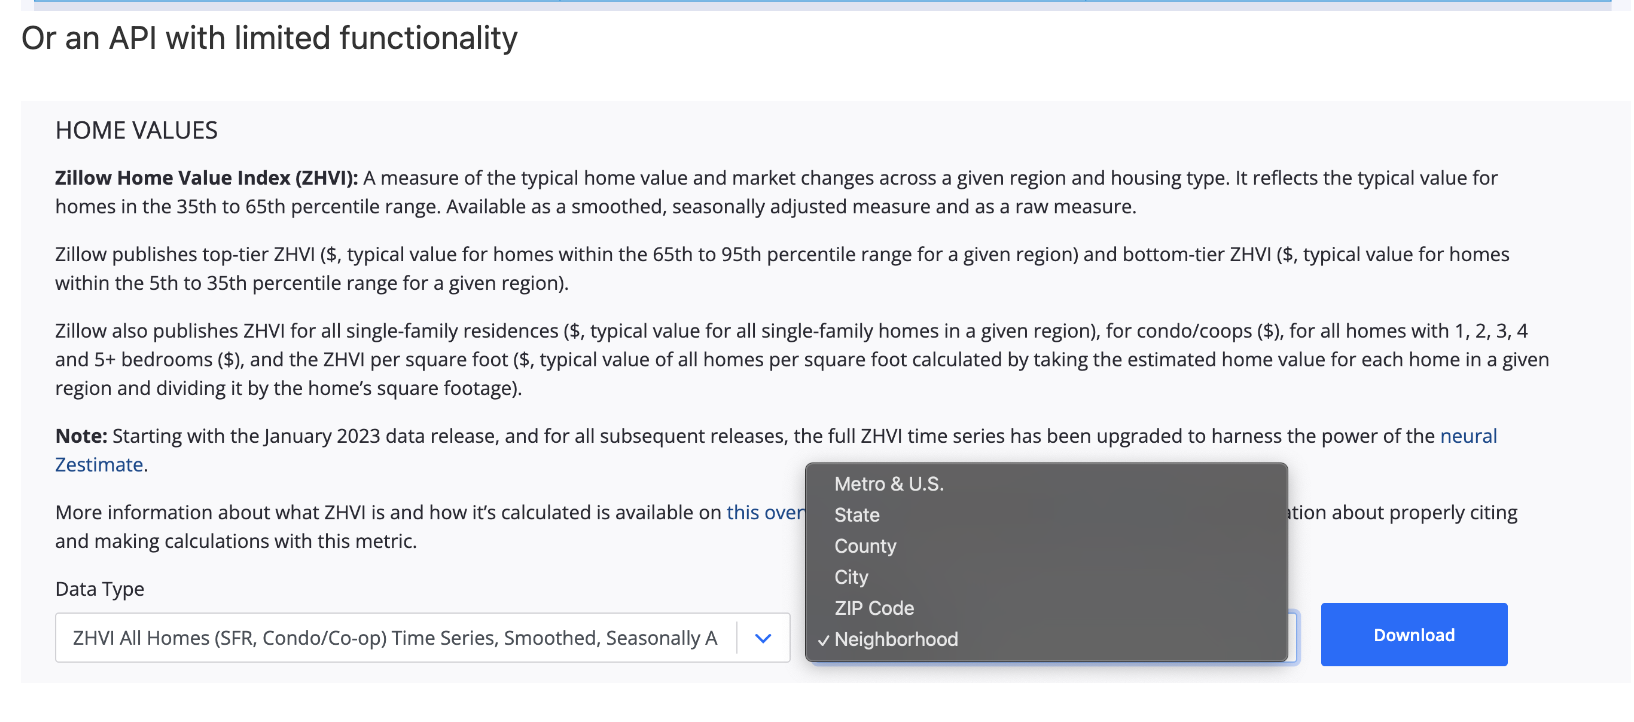 Or an API with limited functionality
HOME VALUES
Zillow Home Value Index (ZHVI): A measure of the typical home value and market changes across a given region and housing type. It reflects the typical value for
homes in the 35th to 65th percentile range. Available as a smoothed, seasonally adjusted measure and as a raw measure.
Zillow publishes top-tier ZHVI ($, typical value for homes within the 65th to 95th percentile range for a given region) and bottom-tier ZHVI ($, typical value for homes
within the 5th to 35th percentile range for a given region).
Zillow also publishes ZHVI for all single-family residences ($, typical value for all single-family homes in a given region), for condo/coops ($), for all homes with 1, 2, 3, 4
and 5+ bedrooms ($), and the ZHVI per square foot ($, typical value of all homes per square foot calculated by taking the estimated home value for each home in a given
region and dividing it by the home’s square footage).
Note: Starting with the January 2023 data release, and for all subsequent releases, the full ZHVI time series has been upgraded to harness the power of the neural
Zestimate.
More information about what ZHVI is and how it’s calculated is available on this over
tion about properly citing
and making calculations with this metric.
Metro & U.S.
State
County
City
ZIP Code
✓ Neighborhood
Data Type
ZHVI All Homes (SFR, Condo/Co-op) Time Series, Smoothed, Seasonally A
Download